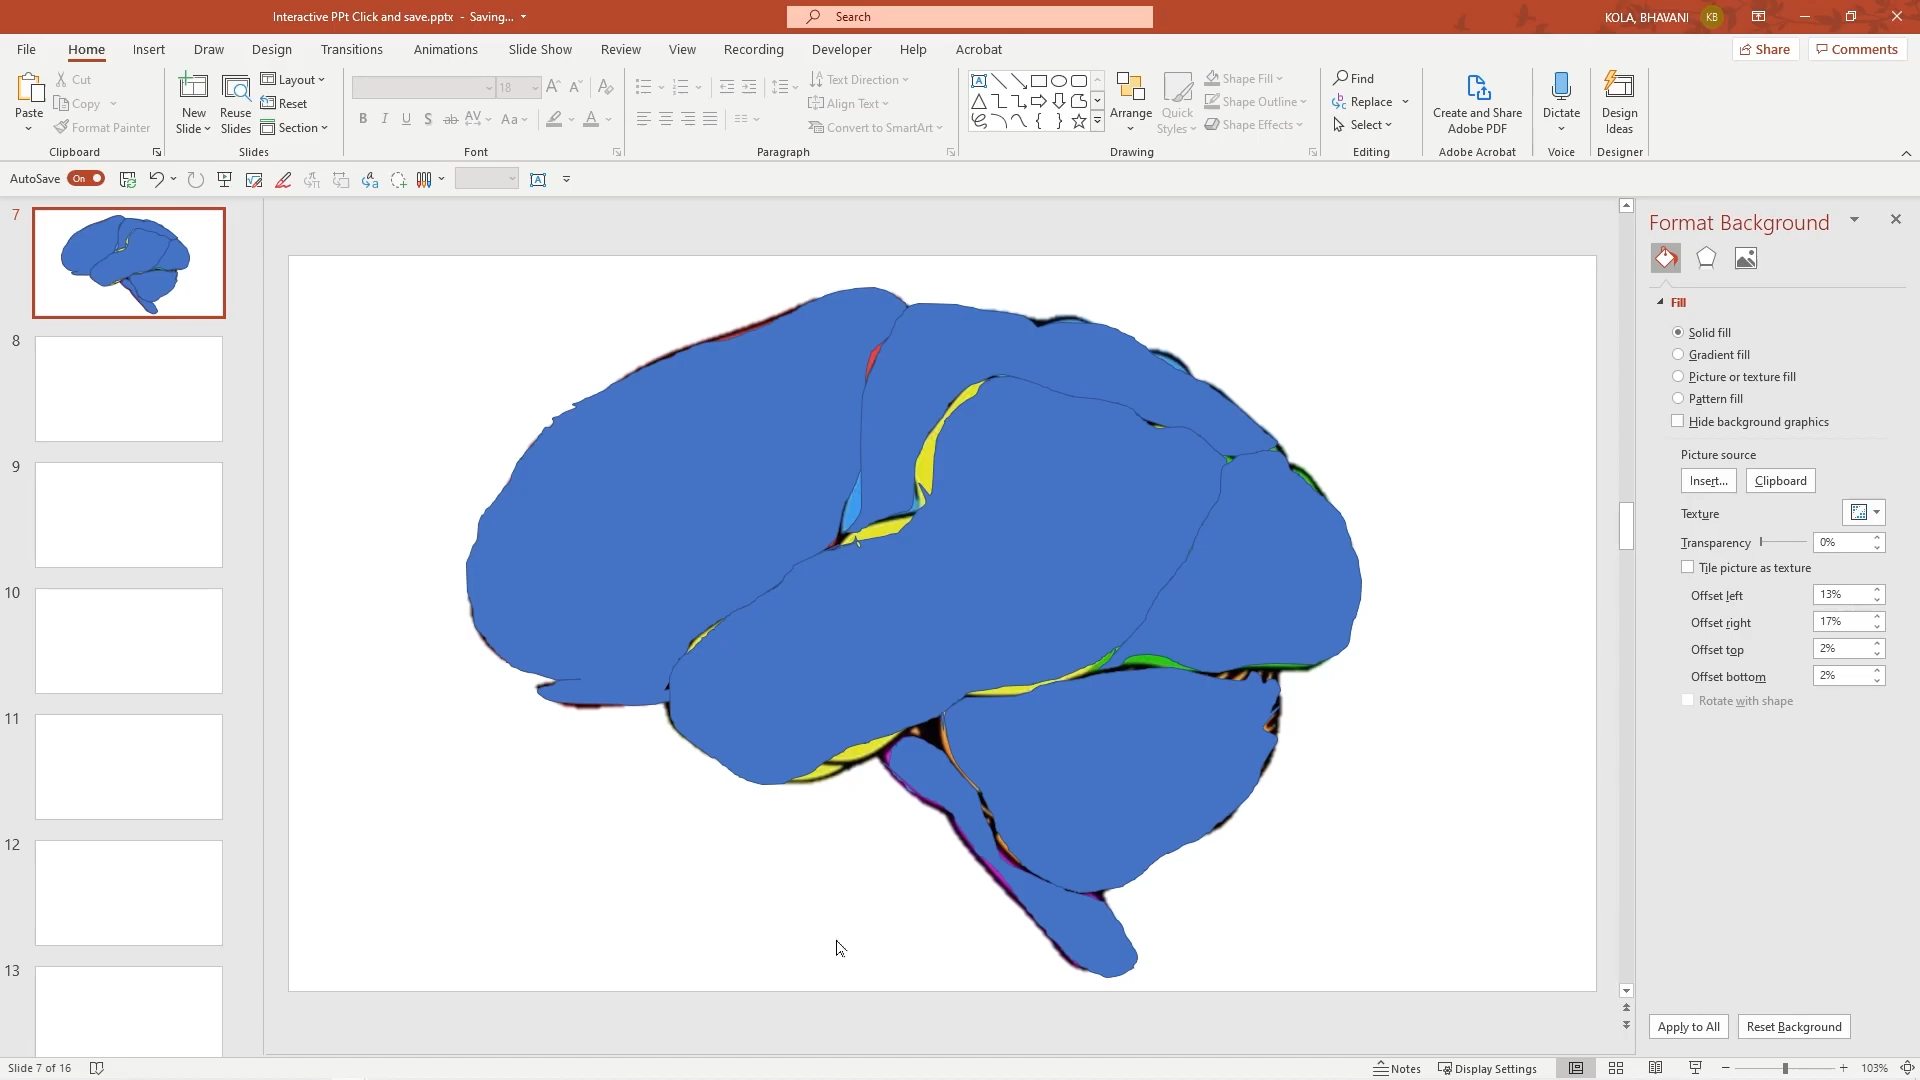 Interactive PPt Click and save.pptx - Saving...
Search
KOLA, BHAVANI
KB
File Home Insert Draw Design Transitions Animations Slide Show Review View Recording Developer Help Acrobat
Share
Comments
Paste
Cut
Copy
Format Painter
Clipboard
New Slide
Reuse Slides
Layout
Reset
Section
Slides
18
B I U S ab AV Aa A
Font
Text Direction
Align Text
Convert to SmartArt
Paragraph
Arrange
Quick Styles
Shape Fill
Shape Outline
Shape Effects
Drawing
Find
Replace
Select
Editing
Create and Share Adobe PDF
Adobe Acrobat
Dictate
Voice
Design Ideas
Designer
AutoSave On
7
8
9
10
11
12
13
Format Background
Fill
Solid fill
Gradient fill
Picture or texture fill
Pattern fill
Hide background graphics
Picture source
Insert...
Clipboard
Texture
Transparency 0%
Tile picture as texture
Offset left 13%
Offset right 17%
Offset top 2%
Offset bottom 2%
Rotate with shape
Apply to All
Reset Background
Slide 7 of 16
Notes
Display Settings
103%